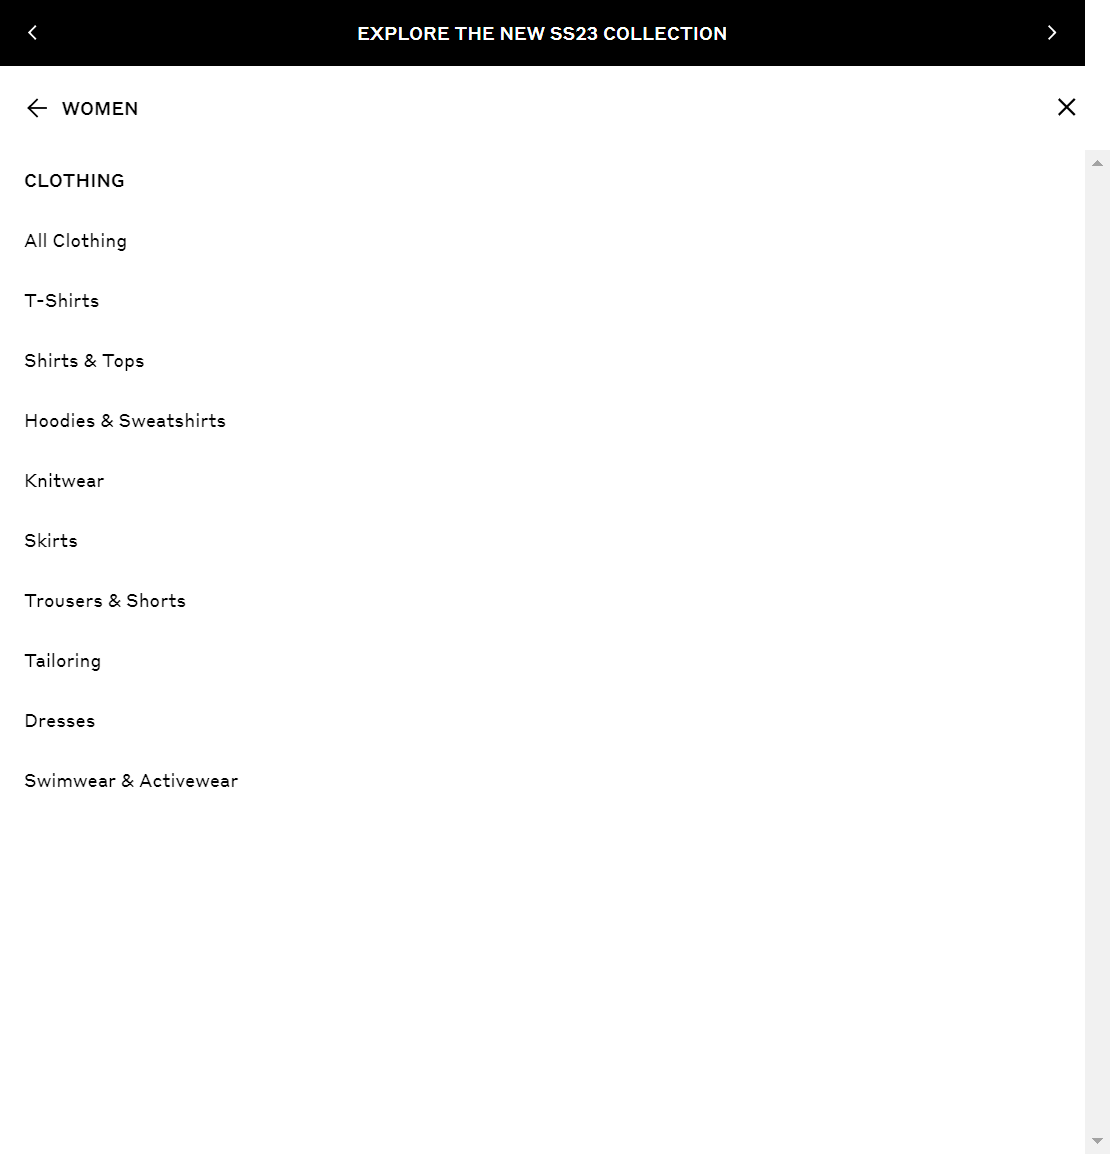 EXPLORE THE NEW SS23 COLLECTION
WOMEN
CLOTHING
All Clothing
T-Shirts
Shirts & Tops
Hoodies & Sweatshirts
Knitwear
Skirts
Trousers & Shorts
Tailoring
Dresses
Swimwear & Activewear